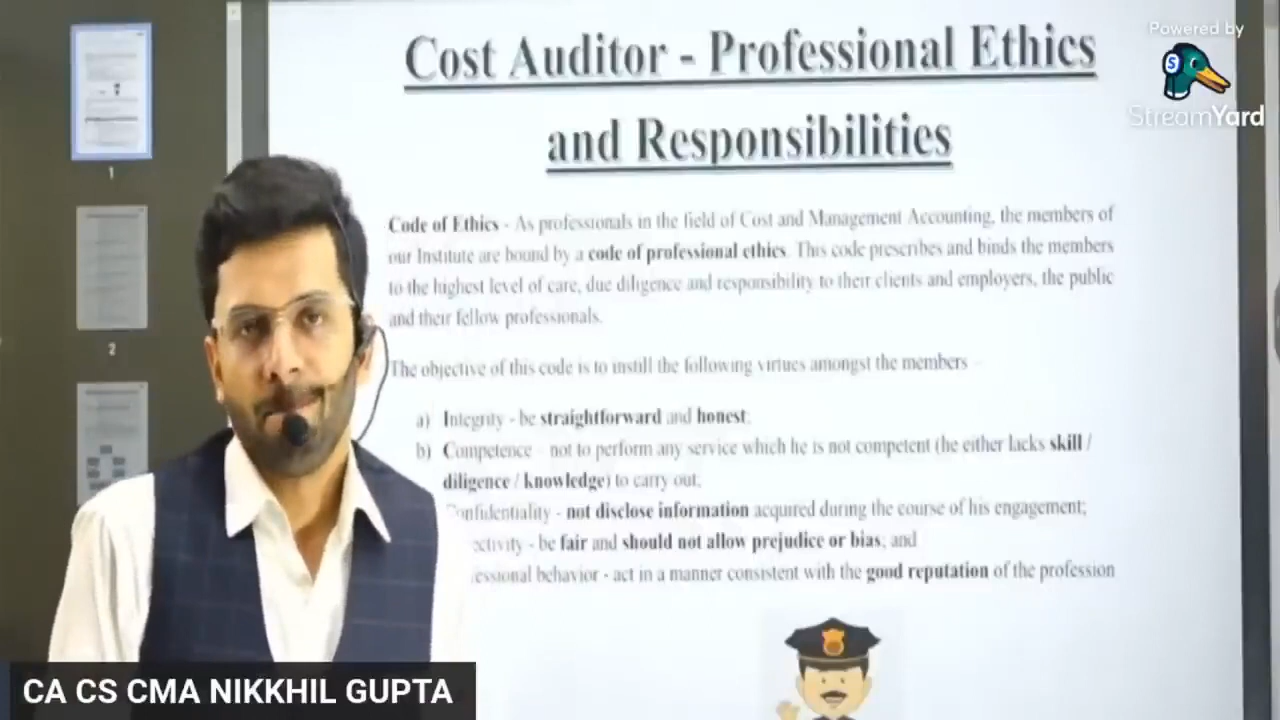 Powered by
StreamYard
Cost Auditor - Professional Ethics
and Responsibilities
1
Code of Ethics - As professionals in the field of Cost and Management Accounting, the members of
our Institute are bound by a code of professional ethics. This code prescribes and binds the members
to the highest level of care, due diligence and responsibility to their clients and employers, the public
and their fellow professionals.
2
The objective of this code is to instill the following virtues amongst the members -
a) Integrity - be straightforward and honest;
b) Competence - not to perform any service which he is not competent (he either lacks skill /
diligence / knowledge) to carry out;
Confidentiality - not disclose information acquired during the course of his engagement;
ectivity - be fair and should not allow prejudice or bias; and
essional behavior - act in a manner consistent with the good reputation of the profession
CA CS CMA NIKKHIL GUPTA